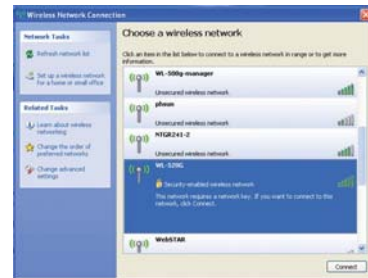 Wireless Network Connection
Network Tasks
Refresh network list
Set up a wireless network
for a home or small office
Related Tasks
Learn about wireless
networking
Change the order of
preferred networks
Change advanced
settings
Choose a wireless network
Click an item in the list below to connect to a wireless network in range or to get more
information.
WL-500g-manager
Unsecured wireless network
Unsecured wireless network
NTGR241-2
Unsecured wireless network
WL-520G
Security-enabled wireless network
This network requires a network key. If you want to connect to this
network, click Connect.
WebSTAR
Connect